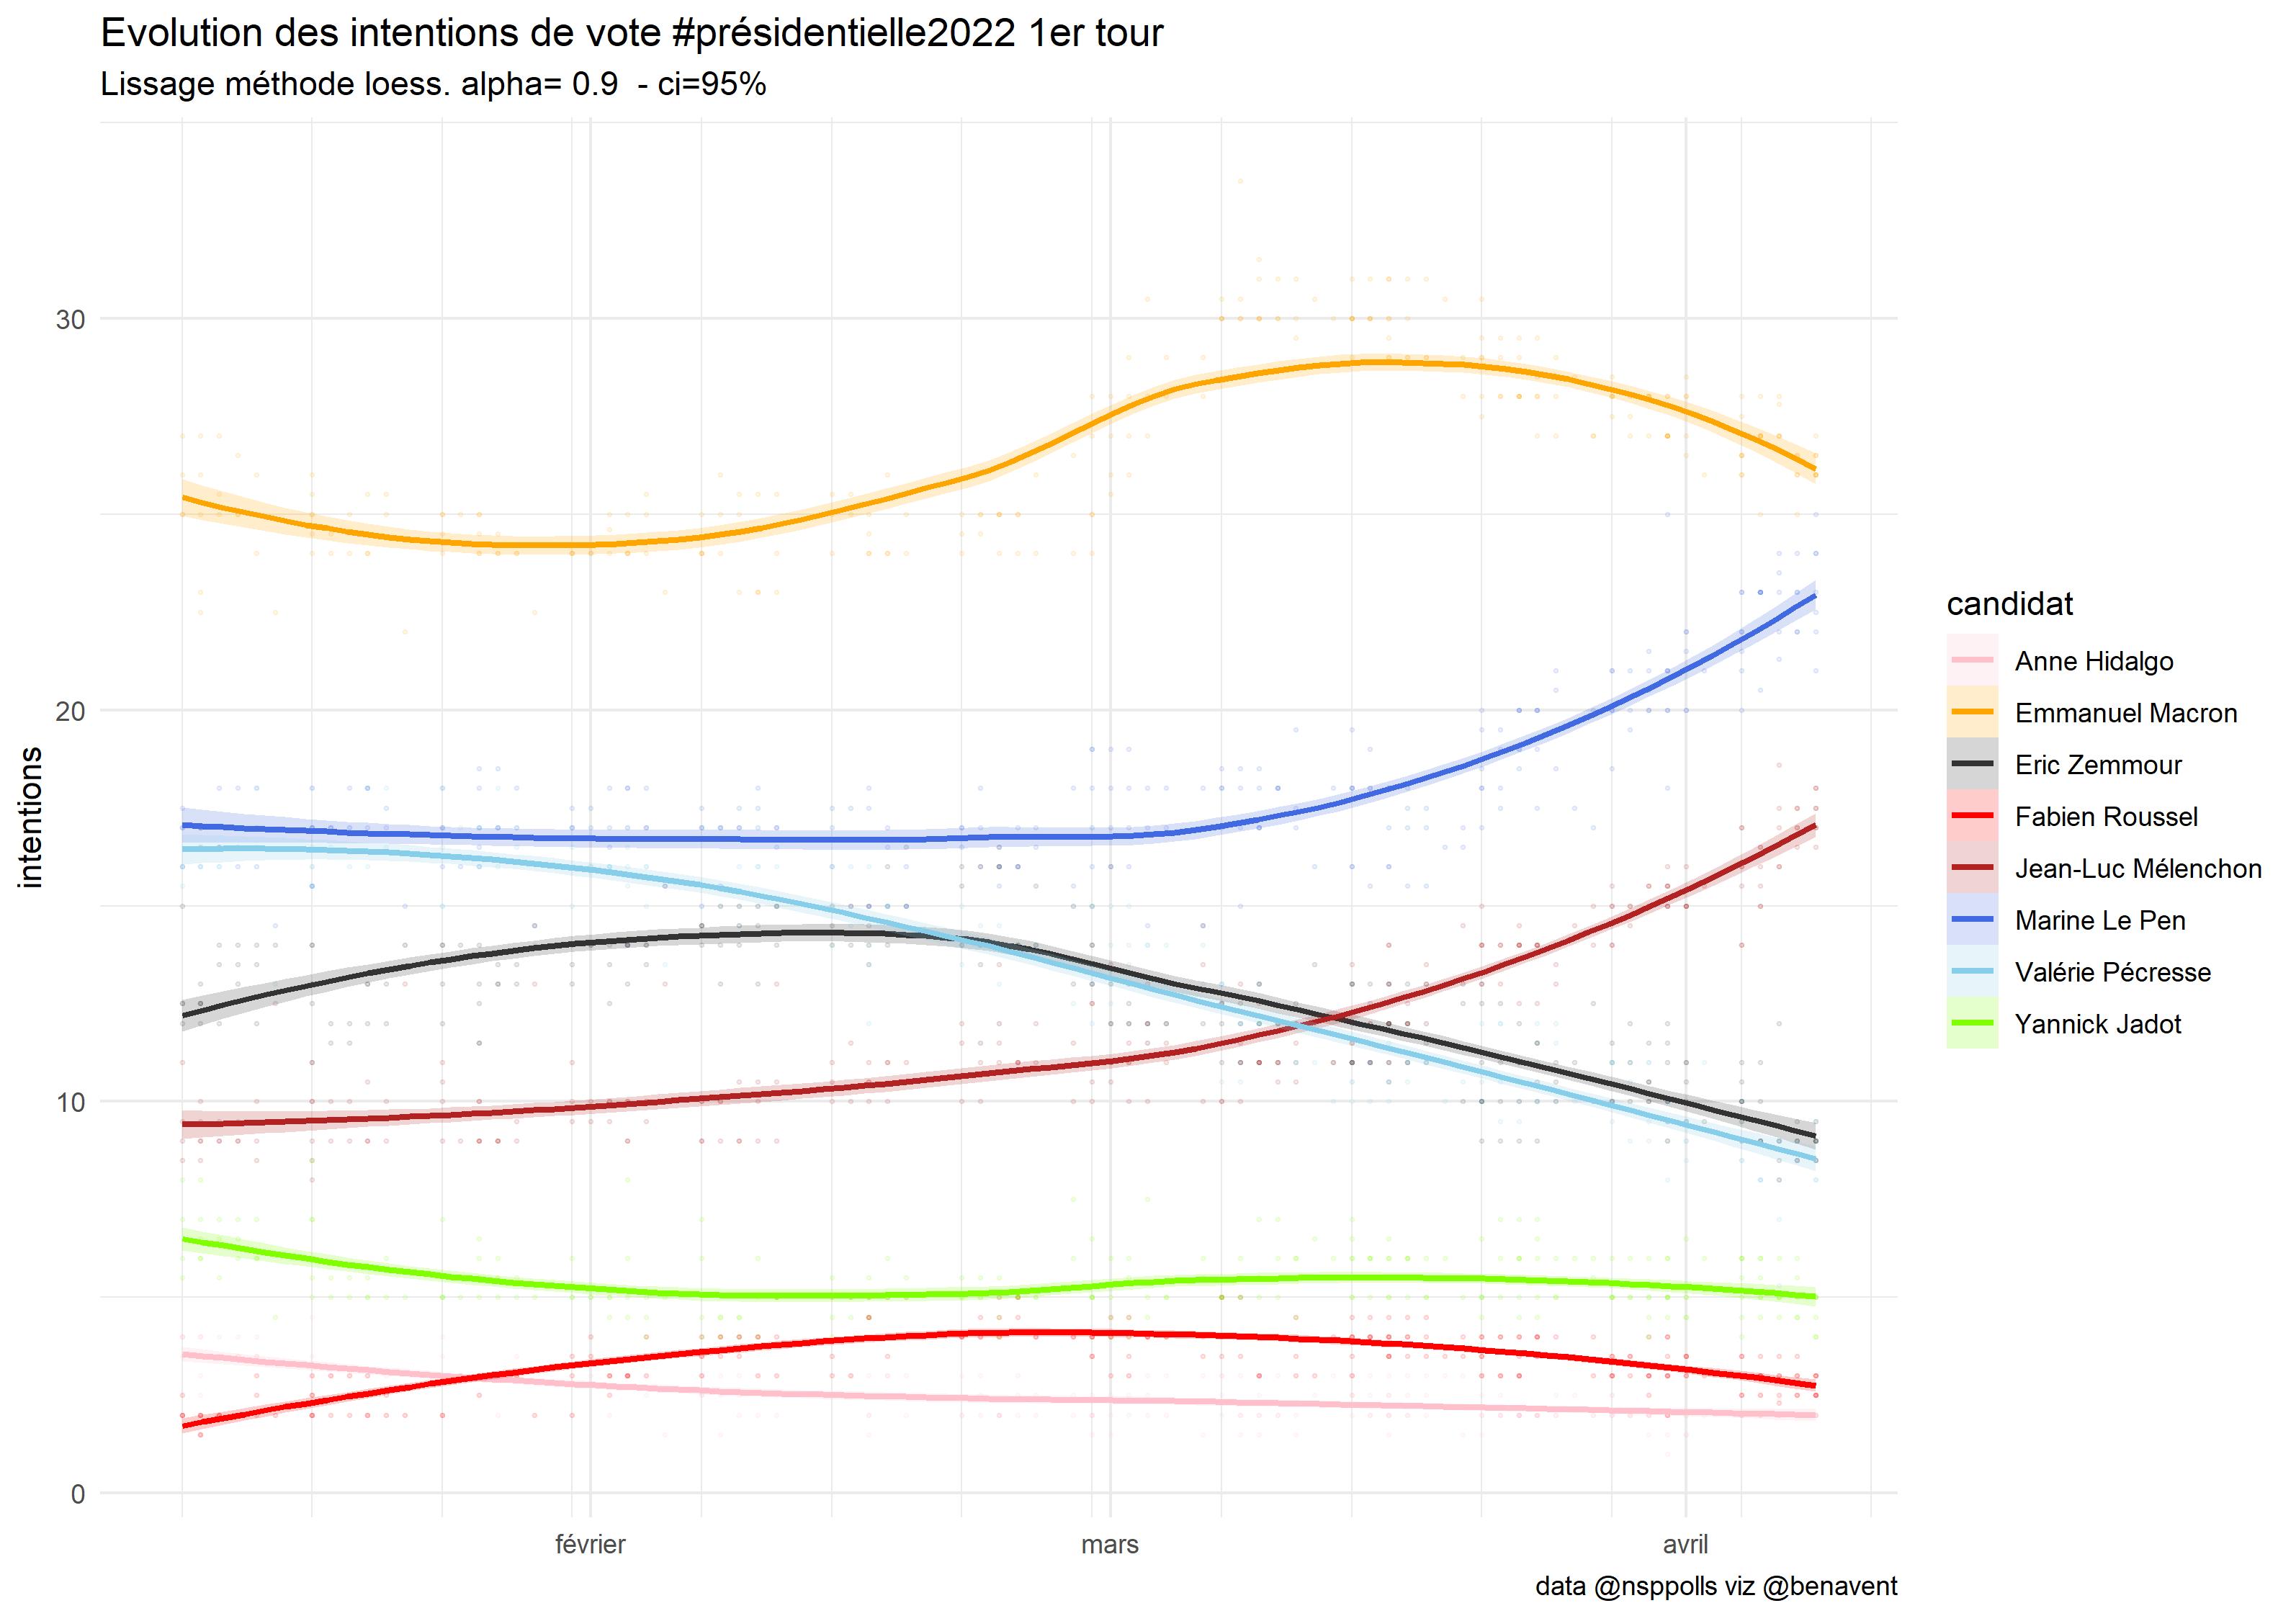 Evolution des intentions de vote #présidentielle2022 1er tour
Lissage méthode loess. alpha= 0.9  - ci=95%
intentions
30
20
10
0
février
mars
avril
candidat
Anne Hidalgo
Emmanuel Macron
Eric Zemmour
Fabien Roussel
Jean-Luc Mélenchon
Marine Le Pen
Valérie Pécresse
Yannick Jadot
data @nsppolls viz @benavent